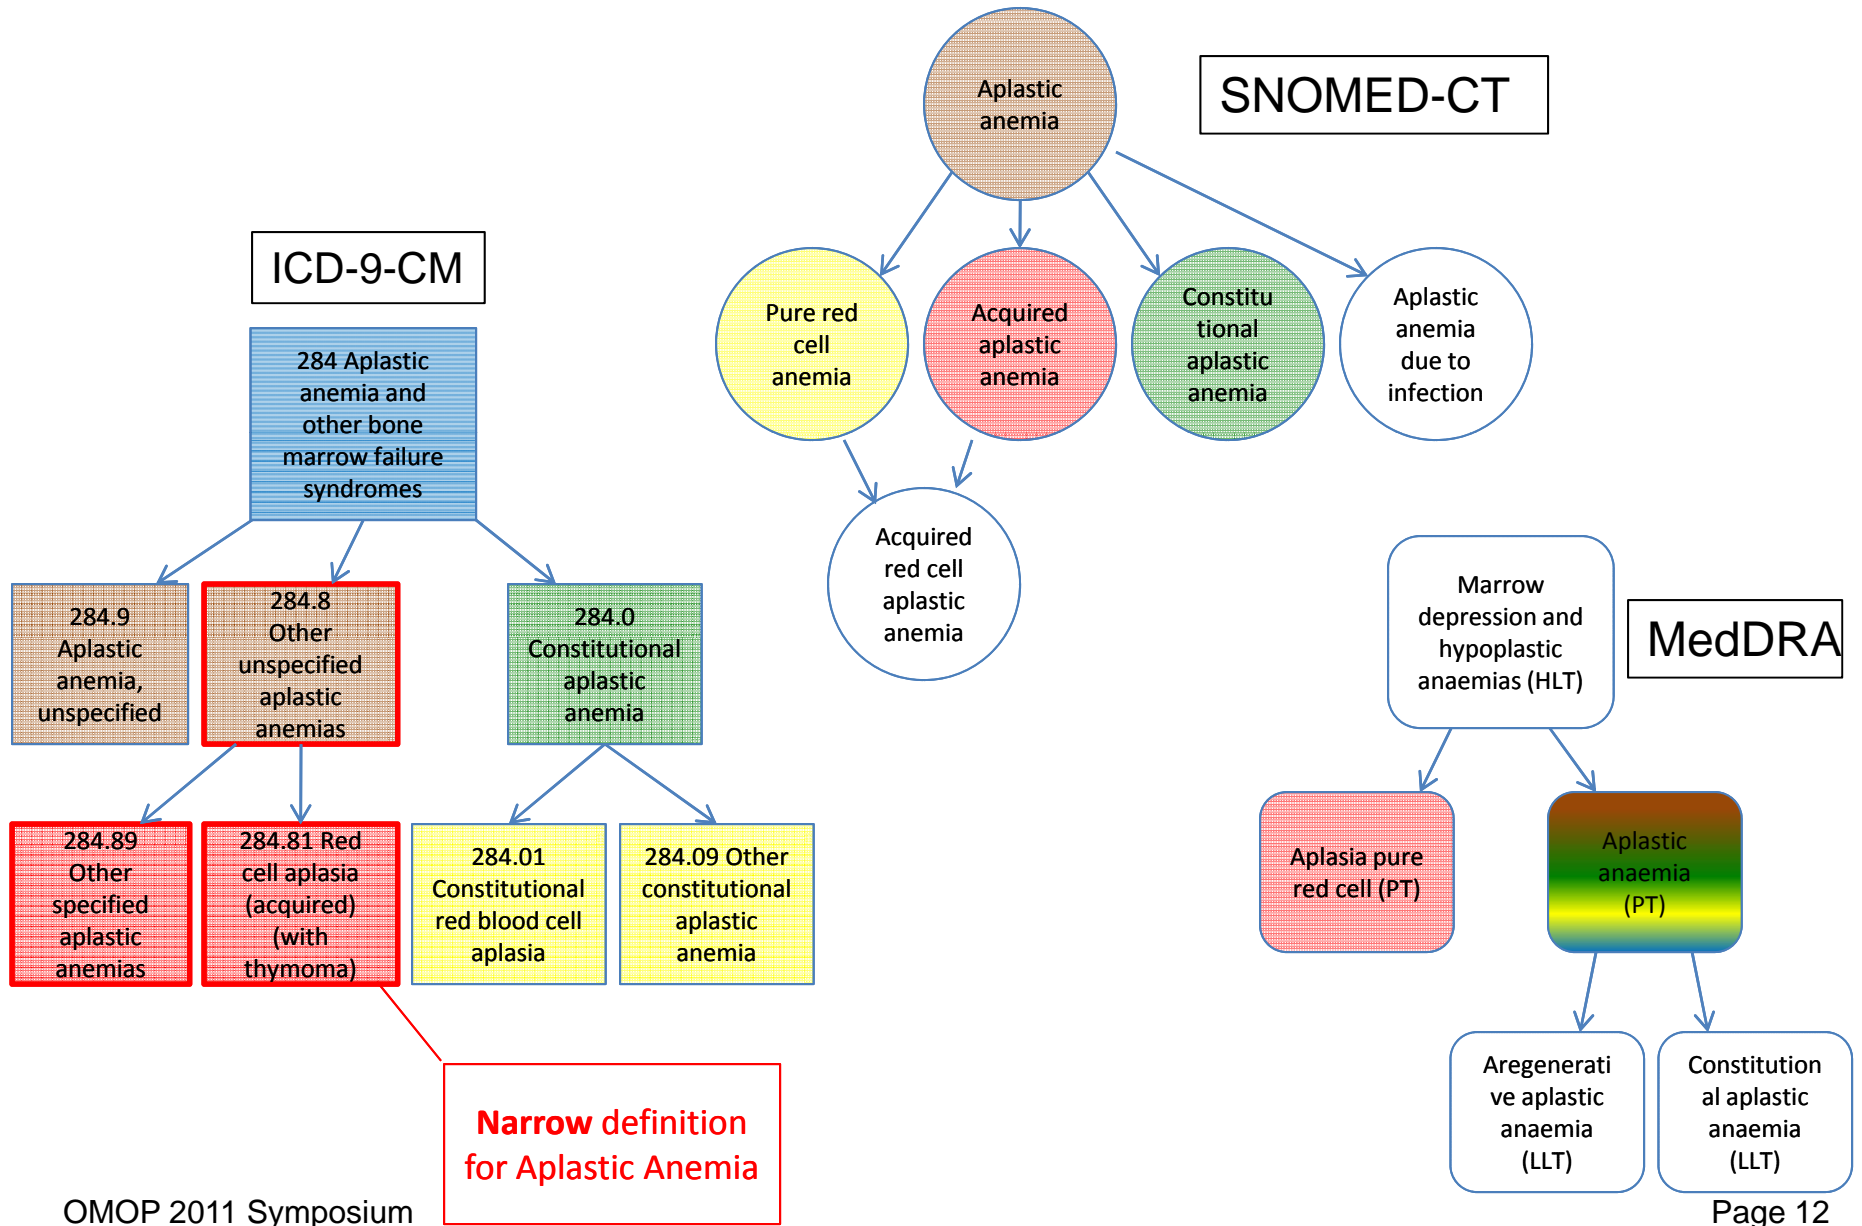 Aplastic
anemia
SNOMED-CT
ICD-9-CM
Pure red
cell
anemia
Acquired
aplastic
anemia
Constitu
tional
aplastic
anemia
Aplastic
anemia
due to
infection
284 Aplastic
anemia and
other bone
marrow failure
syndromes
Acquired
red cell
aplastic
anemia
284.9
Aplastic
anemia,
unspecified
284.8
Other
unspecified
aplastic
anemias
284.0
Constitutional
aplastic
anemia
Marrow
depression and
hypoplastic
anaemias (HLT)
MedDRA
284.89
Other
specified
aplastic
anemias
284.81 Red
cell aplasia
(acquired)
(with
thymoma)
284.01
Constitutional
red blood cell
aplasia
284.09 Other
constitutional
aplastic
anemia
Aplasia pure
red cell (PT)
Aplastic
anaemia
(PT)
Aregenerati
ve aplastic
anaemia
(LLT)
Constitution
al aplastic
anaemia
(LLT)
Narrow definition
for Aplastic Anemia
OMOP 2011 Symposium
Page 12